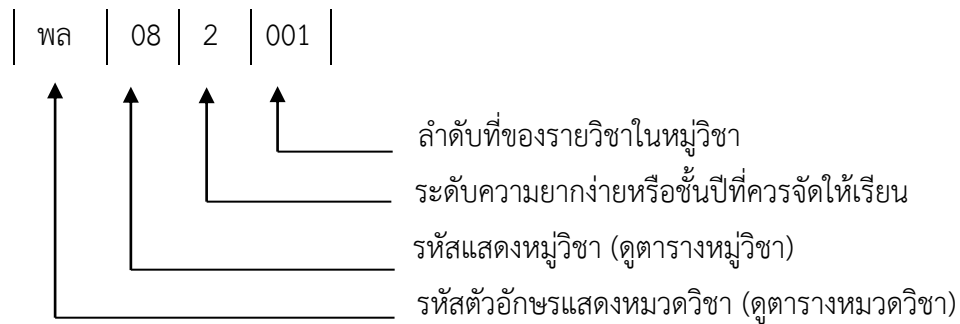 พล 08 2 001
ลำดับที่ของรายวิชาในหมู่วิชา
ระดับความยากง่ายหรือชั้นปีที่ควรจัดให้เรียน
รหัสแสดงหมู่วิชา (ดูตารางหมู่วิชา)
รหัสตัวอักษรแสดงหมวดวิชา (ดูตารางหมวดวิชา)